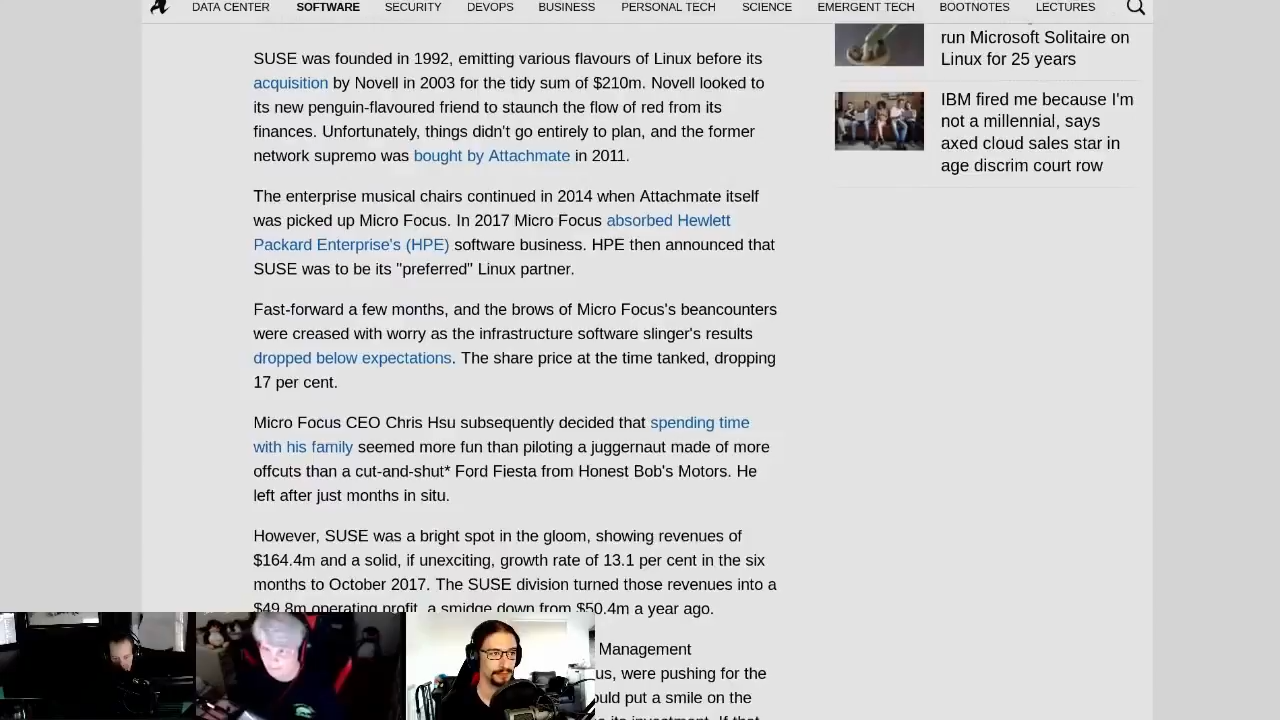 DATA CENTER SOFTWARE SECURITY DEVOPS BUSINESS PERSONAL TECH SCIENCE EMERGENT TECH BOOTNOTES LECTURES
SUSE was founded in 1992, emitting various flavours of Linux before its
acquisition by Novell in 2003 for the tidy sum of $210m. Novell looked to
its new penguin-flavoured friend to staunch the flow of red from its
finances. Unfortunately, things didn't go entirely to plan, and the former
network supremo was bought by Attachmate in 2011.
The enterprise musical chairs continued in 2014 when Attachmate itself
was picked up Micro Focus. In 2017 Micro Focus absorbed Hewlett
Packard Enterprise's (HPE) software business. HPE then announced that
SUSE was to be its "preferred" Linux partner.
Fast-forward a few months, and the brows of Micro Focus's beancounters
were creased with worry as the infrastructure software slinger's results
dropped below expectations. The share price at the time tanked, dropping
17 per cent.
Micro Focus CEO Chris Hsu subsequently decided that spending time
with his family seemed more fun than piloting a juggernaut made of more
offcuts than a cut-and-shut* Ford Fiesta from Honest Bob's Motors. He
left after just months in situ.
However, SUSE was a bright spot in the gloom, showing revenues of
$164.4m and a solid, if unexciting, growth rate of 13.1 per cent in the six
months to October 2017. The SUSE division turned those revenues into a
$49.8m operating profit, a smidge down from $50.4m a year ago.
Management
us, were pushing for the
ould put a smile on the
its investment. If that
run Microsoft Solitaire on
Linux for 25 years
IBM fired me because I'm
not a millennial, says
axed cloud sales star in
age discrim court row